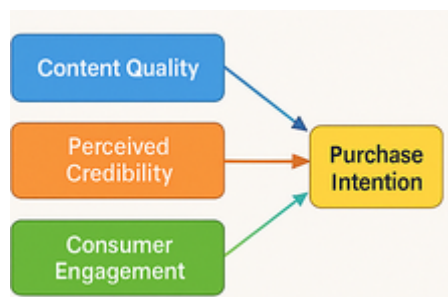 Content Quality
Perceived
Credibility
Consumer
Engagement
Purchase
Intention